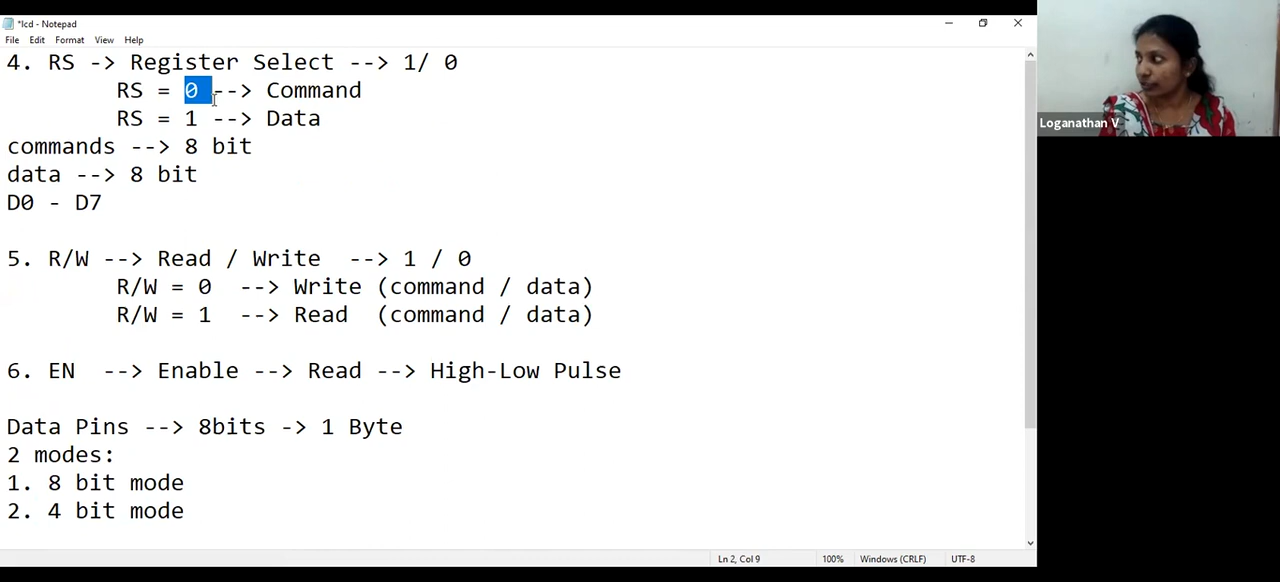 *lcd - Notepad
File Edit Format View Help
4. RS -> Register Select --> 1/ 0
RS = 0 --> Command
RS = 1 --> Data
commands --> 8 bit
data --> 8 bit
D0 - D7
5. R/W --> Read / Write --> 1 / 0
R/W = 0 --> Write (command / data)
R/W = 1 --> Read (command / data)
6. EN --> Enable --> Read --> High-Low Pulse
Data Pins --> 8bits -> 1 Byte
2 modes:
1. 8 bit mode
2. 4 bit mode
Ln 2, Col 9 100% Windows (CRLF) UTF-8
Loganathan V